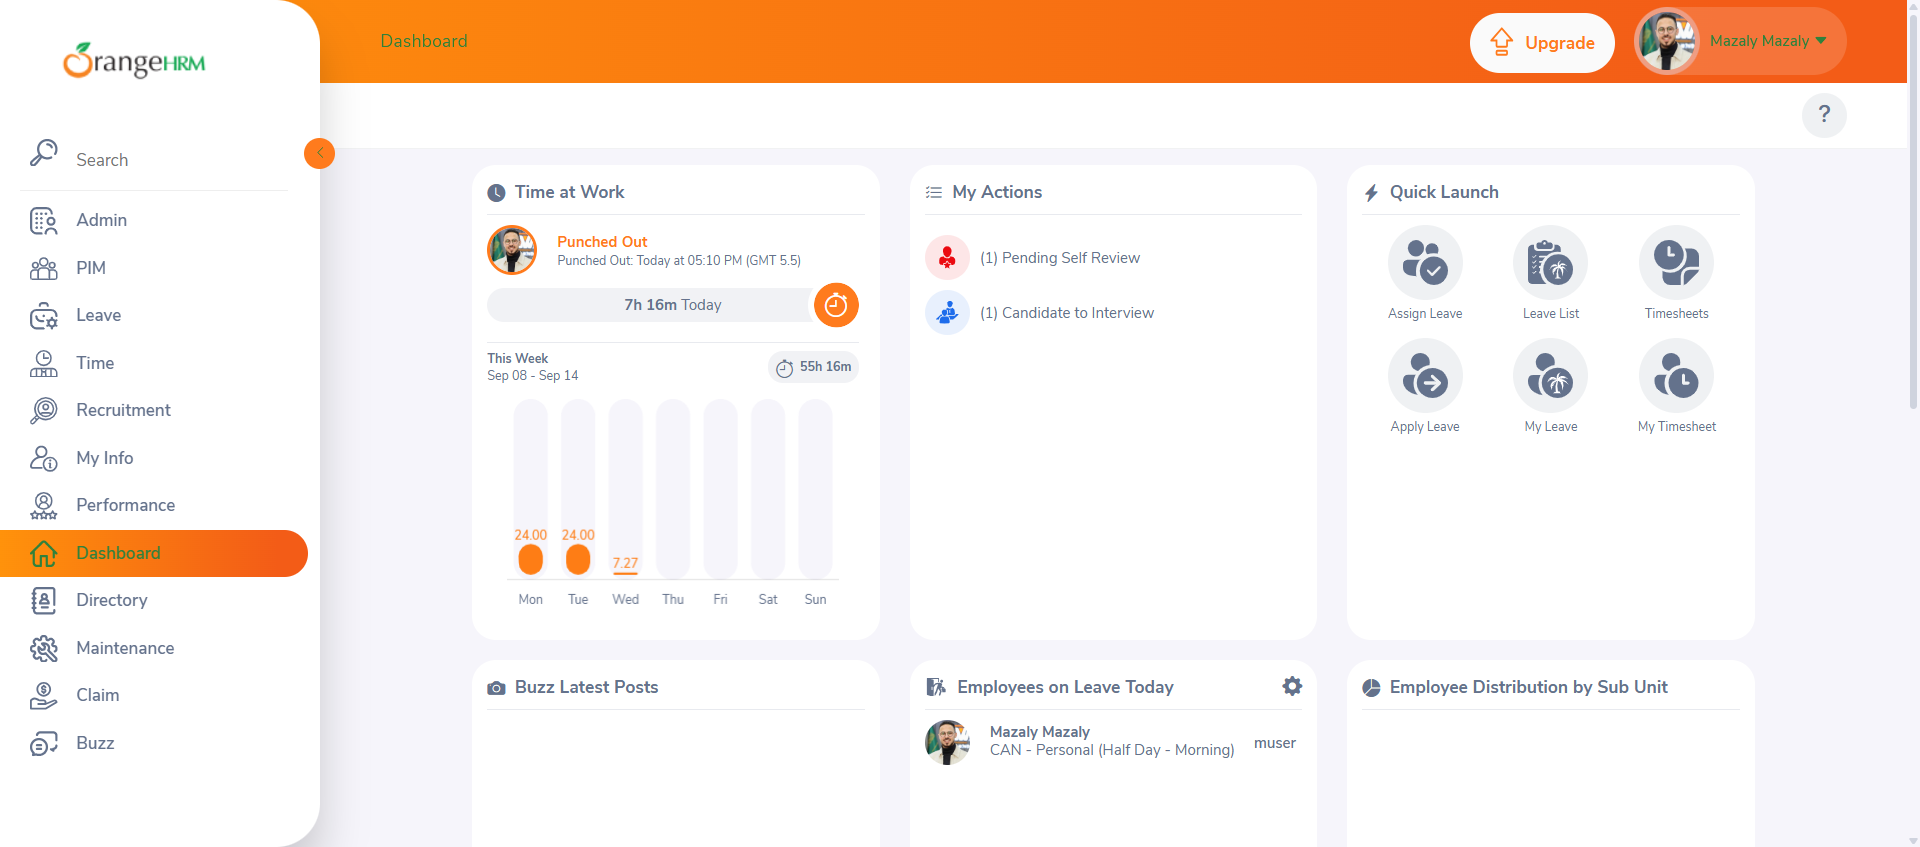 OrangeHRM
Dashboard
Upgrade
Mazaly Mazaly
?
Search
Admin
PIM
Leave
Time
Recruitment
My Info
Performance
Dashboard
Directory
Maintenance
Claim
Buzz
Time at Work
Punched Out
Punched Out: Today at 05:10 PM (GMT 5.5)
7h 16m Today
This Week
Sep 08 - Sep 14
55h 16m
24.00 24.00 7.27
Mon Tue Wed Thu Fri Sat Sun
My Actions
(1) Pending Self Review
(1) Candidate to Interview
Quick Launch
Assign Leave Leave List Timesheets
Apply Leave My Leave My Timesheet
Buzz Latest Posts
Employees on Leave Today
Mazaly Mazaly
CAN - Personal (Half Day - Morning) muser
Employee Distribution by Sub Unit